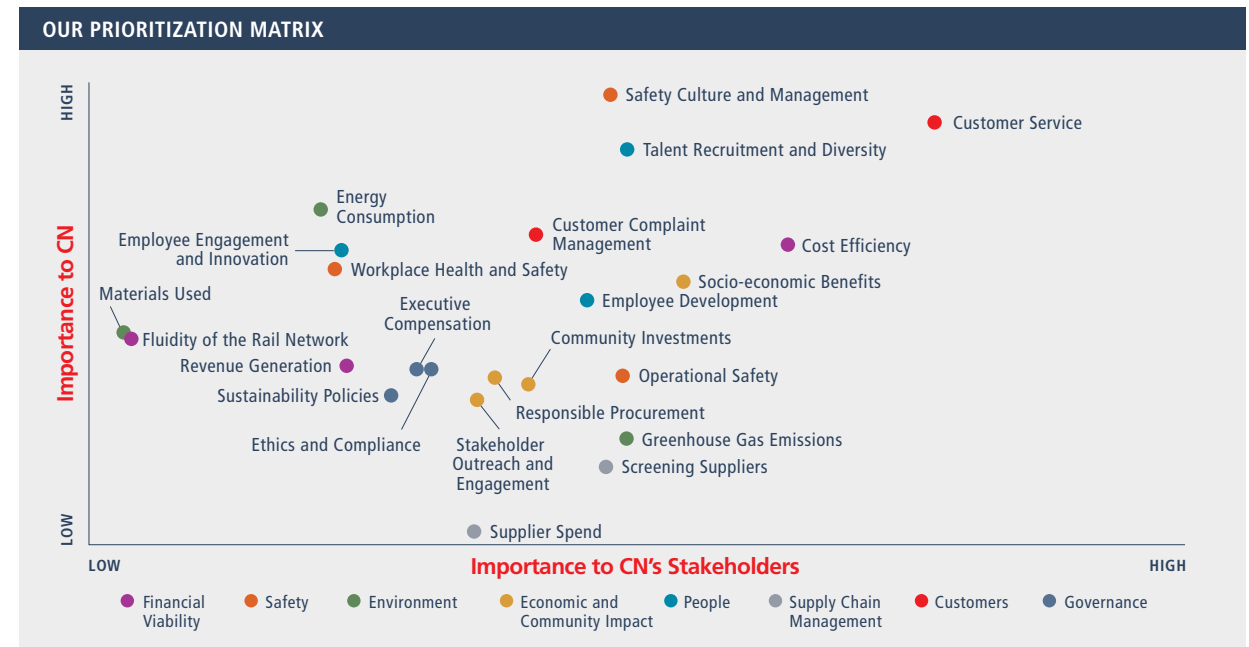 OUR PRIORITIZATION MATRIX
HIGH
Importance to CN
LOW
Safety Culture and Management
Customer Service
Talent Recruitment and Diversity
Energy
Consumption
Customer Complaint
Management
Employee Engagement
and Innovation
Cost Efficiency
Workplace Health and Safety
Socio-economic Benefits
Materials Used
Employee Development
Executive
Compensation
Fluidity of the Rail Network
Community Investments
Revenue Generation
Operational Safety
Sustainability Policies
Responsible Procurement
Ethics and Compliance
Stakeholder
Outreach and
Engagement
Greenhouse Gas Emissions
Screening Suppliers
Supplier Spend
LOW
Importance to CN's Stakeholders
HIGH
Financial
Viability
Safety
Environment
Economic and
Community Impact
People
Supply Chain
Management
Customers
Governance